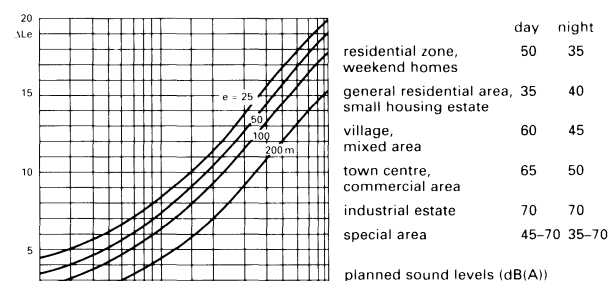 20
ΔLe
15
10
5
e = 25
50
100
200 m
day night
residential zone, 50 35
weekend homes
general residential area, 35 40
small housing estate
village, 60 45
mixed area
town centre, 65 50
commercial area
industrial estate 70 70
special area 45–70 35–70
planned sound levels (dB(A))